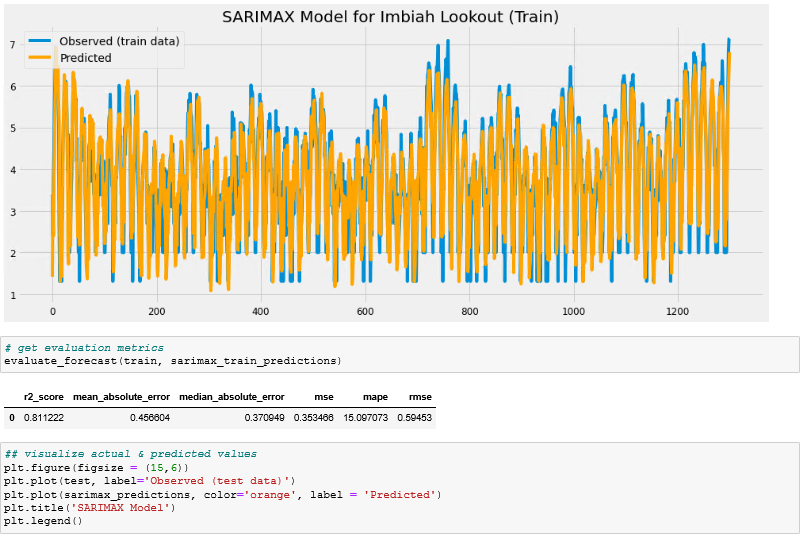 SARIMAX Model for Imbiah Lookout (Train)
Observed (train data)
Predicted
7
6
5
4
3
2
1
0 200 400 600 800 1000 1200
# get evaluation metrics
evaluate_forecast(train, sarimax_train_predictions)
r2_score mean_absolute_error median_absolute_error mse mape rmse
0 0.811222 0.456604 0.370949 0.353466 15.097073 0.59453
## visualize actual & predicted values
plt.figure(figsize = (15,6))
plt.plot(test, label='Observed (test data)')
plt.plot(sarimax_predictions, color='orange', label = 'Predicted')
plt.title('SARIMAX Model')
plt.legend()